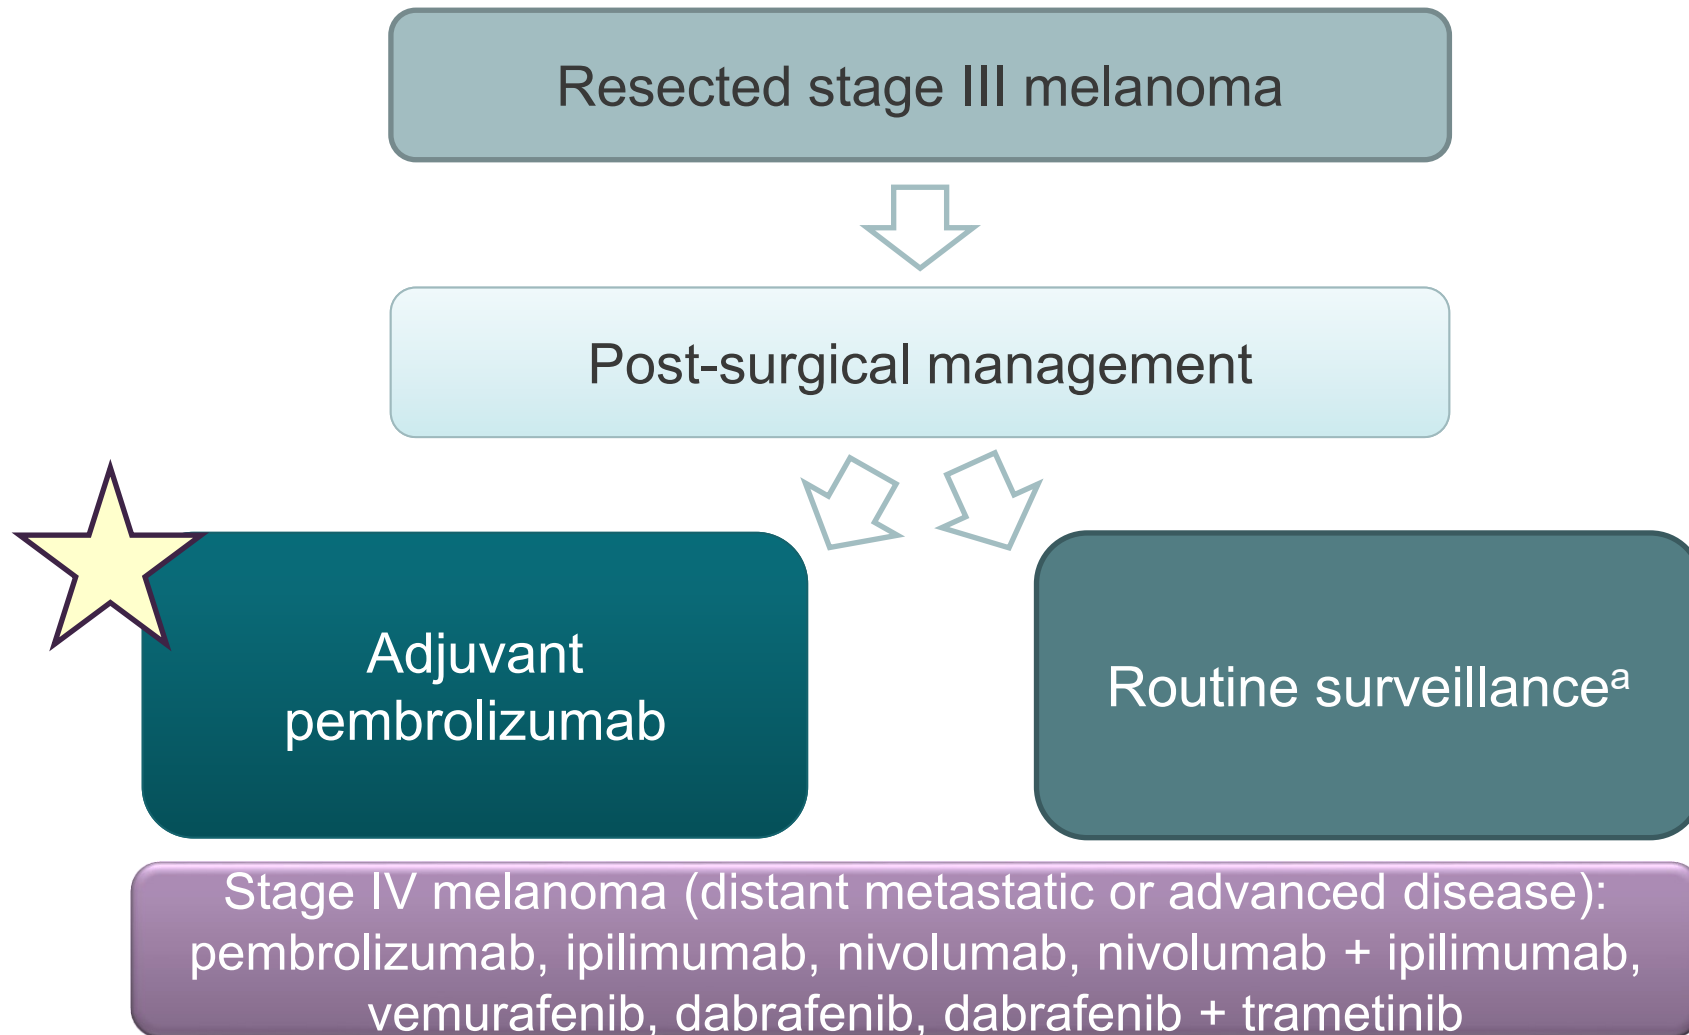 Resected stage III melanoma
Post-surgical management
Adjuvant
pembrolizumab
Routine surveillanceᵃ
Stage IV melanoma (distant metastatic or advanced disease):
pembrolizumab, ipilimumab, nivolumab, nivolumab + ipilimumab,
vemurafenib, dabrafenib, dabrafenib + trametinib